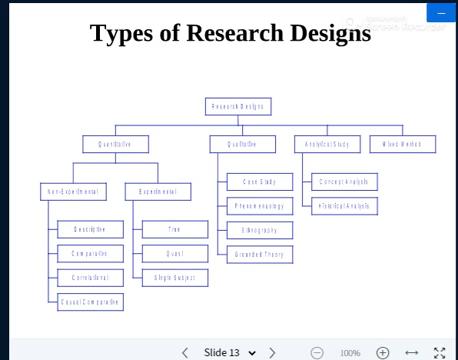 Types of Research Designs
Research Designs
Quantitative
Qualitative
Analytical Study
Mixed Method
Non-Experimental
Experimental
Case Study
Concept Analysis
Phenomenology
Historical Analysis
Descriptive
True
Ethnography
Comparative
Quasi
Grounded Theory
Correlational
Single Subject
Causal Comparative
Slide 13
100%